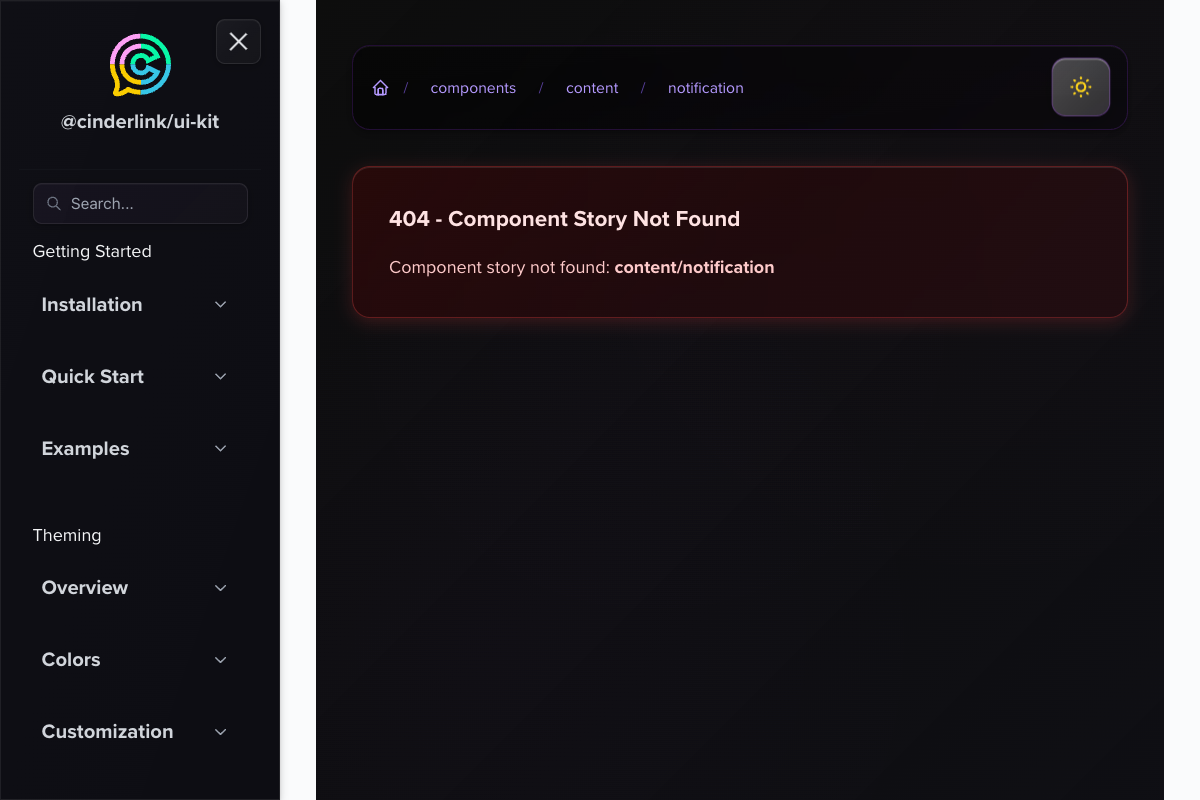 @cinderlink/ui-kit
Search...
Getting Started
Installation
Quick Start
Examples
Theming
Overview
Colors
Customization
/ components / content / notification
404 - Component Story Not Found
Component story not found: content/notification